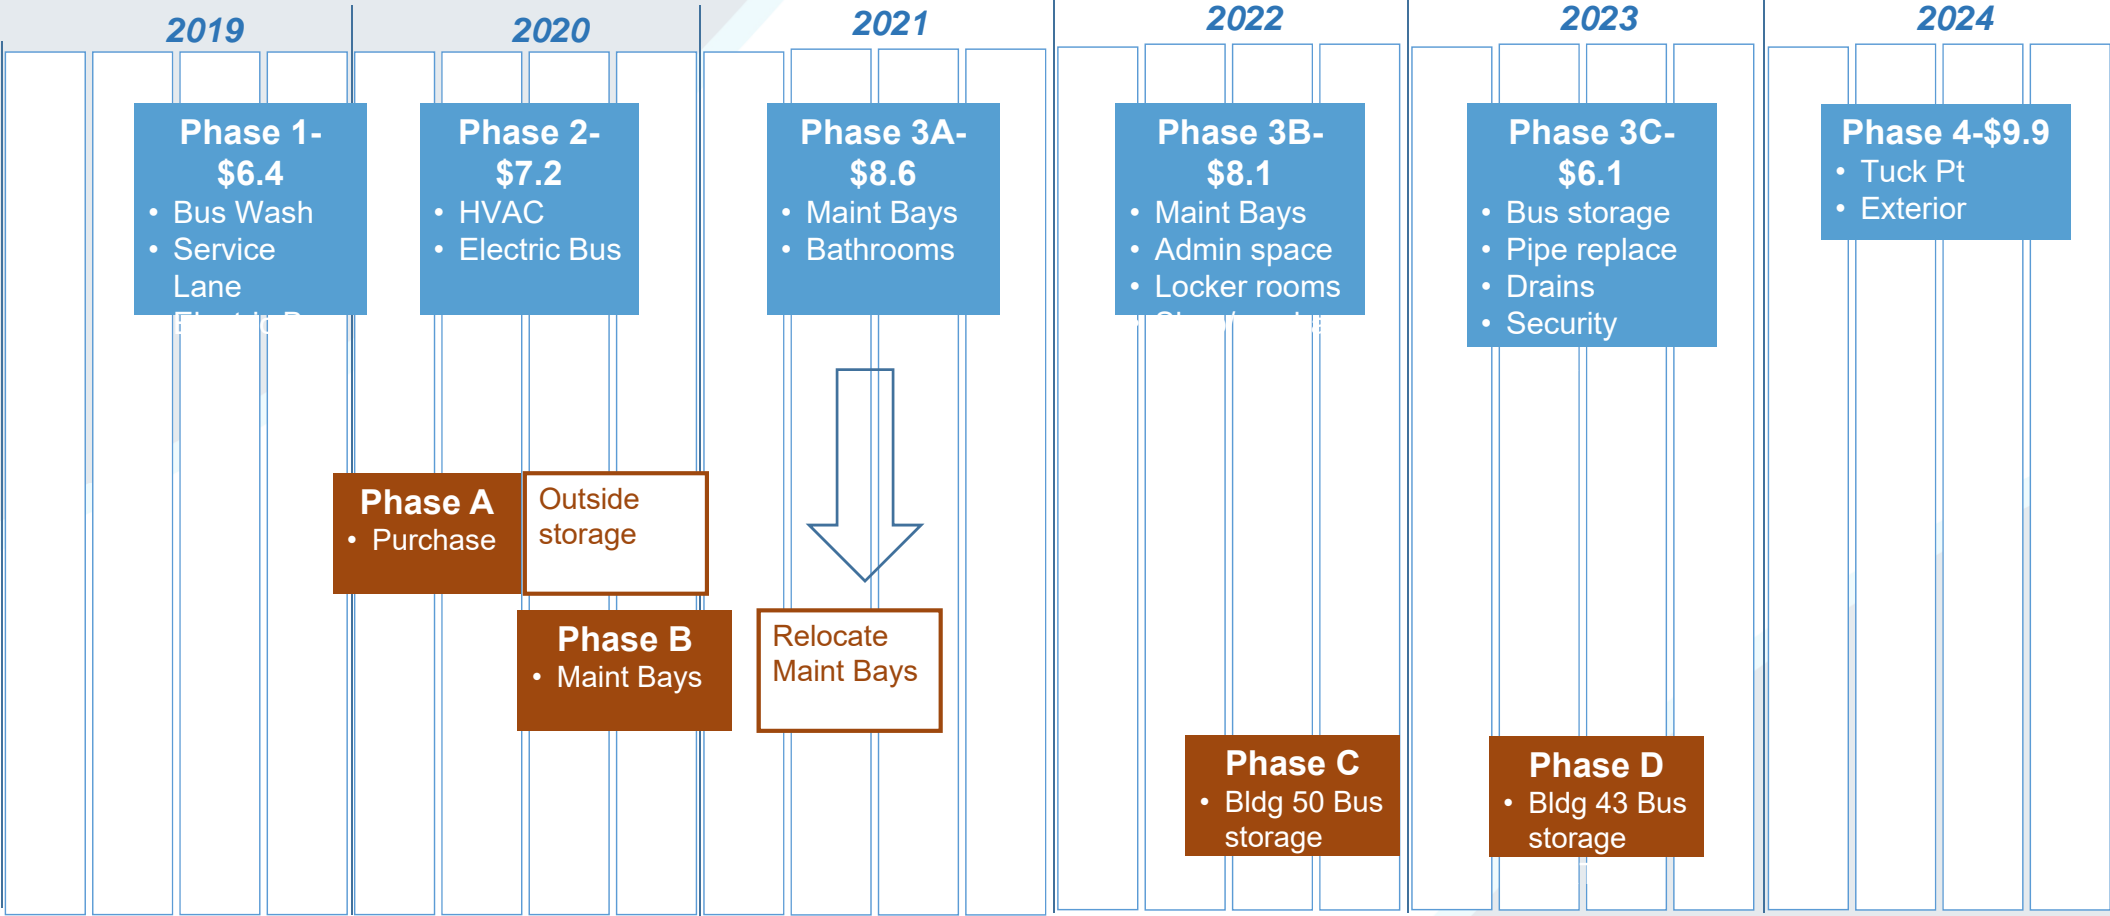 2019
2020
2021
2022
2023
2024
Phase 1-
$6.4
• Bus Wash
• Service
Lane
Phase 2-
$7.2
• HVAC
• Electric Bus
Phase 3A-
$8.6
• Maint Bays
• Bathrooms
Phase 3B-
$8.1
• Maint Bays
• Admin space
• Locker rooms
Phase 3C-
$6.1
• Bus storage
• Pipe replace
• Drains
• Security
Phase 4-$9.9
• Tuck Pt
• Exterior
Phase A
• Purchase
Outside
storage
Phase B
• Maint Bays
Relocate
Maint Bays
Phase C
• Bldg 50 Bus
storage
Phase D
• Bldg 43 Bus
storage